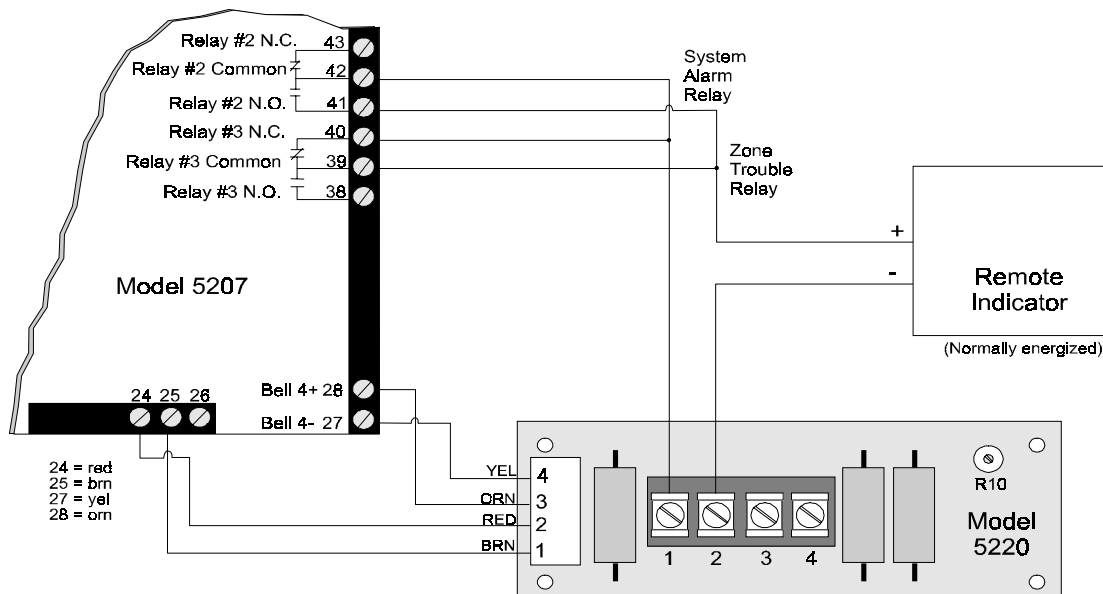 Relay #2 N.C. 43
Relay #2 Common 42
Relay #2 N.O. 41
Relay #3 N.C. 40
Relay #3 Common 39
Relay #3 N.O. 38
System
Alarm
Relay
Zone
Trouble
Relay
Model 5207
+
-
Remote
Indicator
(Normally energized)
24 25 26
Bell 4+ 28
Bell 4- 27
24 = red
25 = brn
27 = yel
28 = orn
YEL 4
ORN 3
RED 2
BRN 1
1 2 3 4
R10
Model
5220